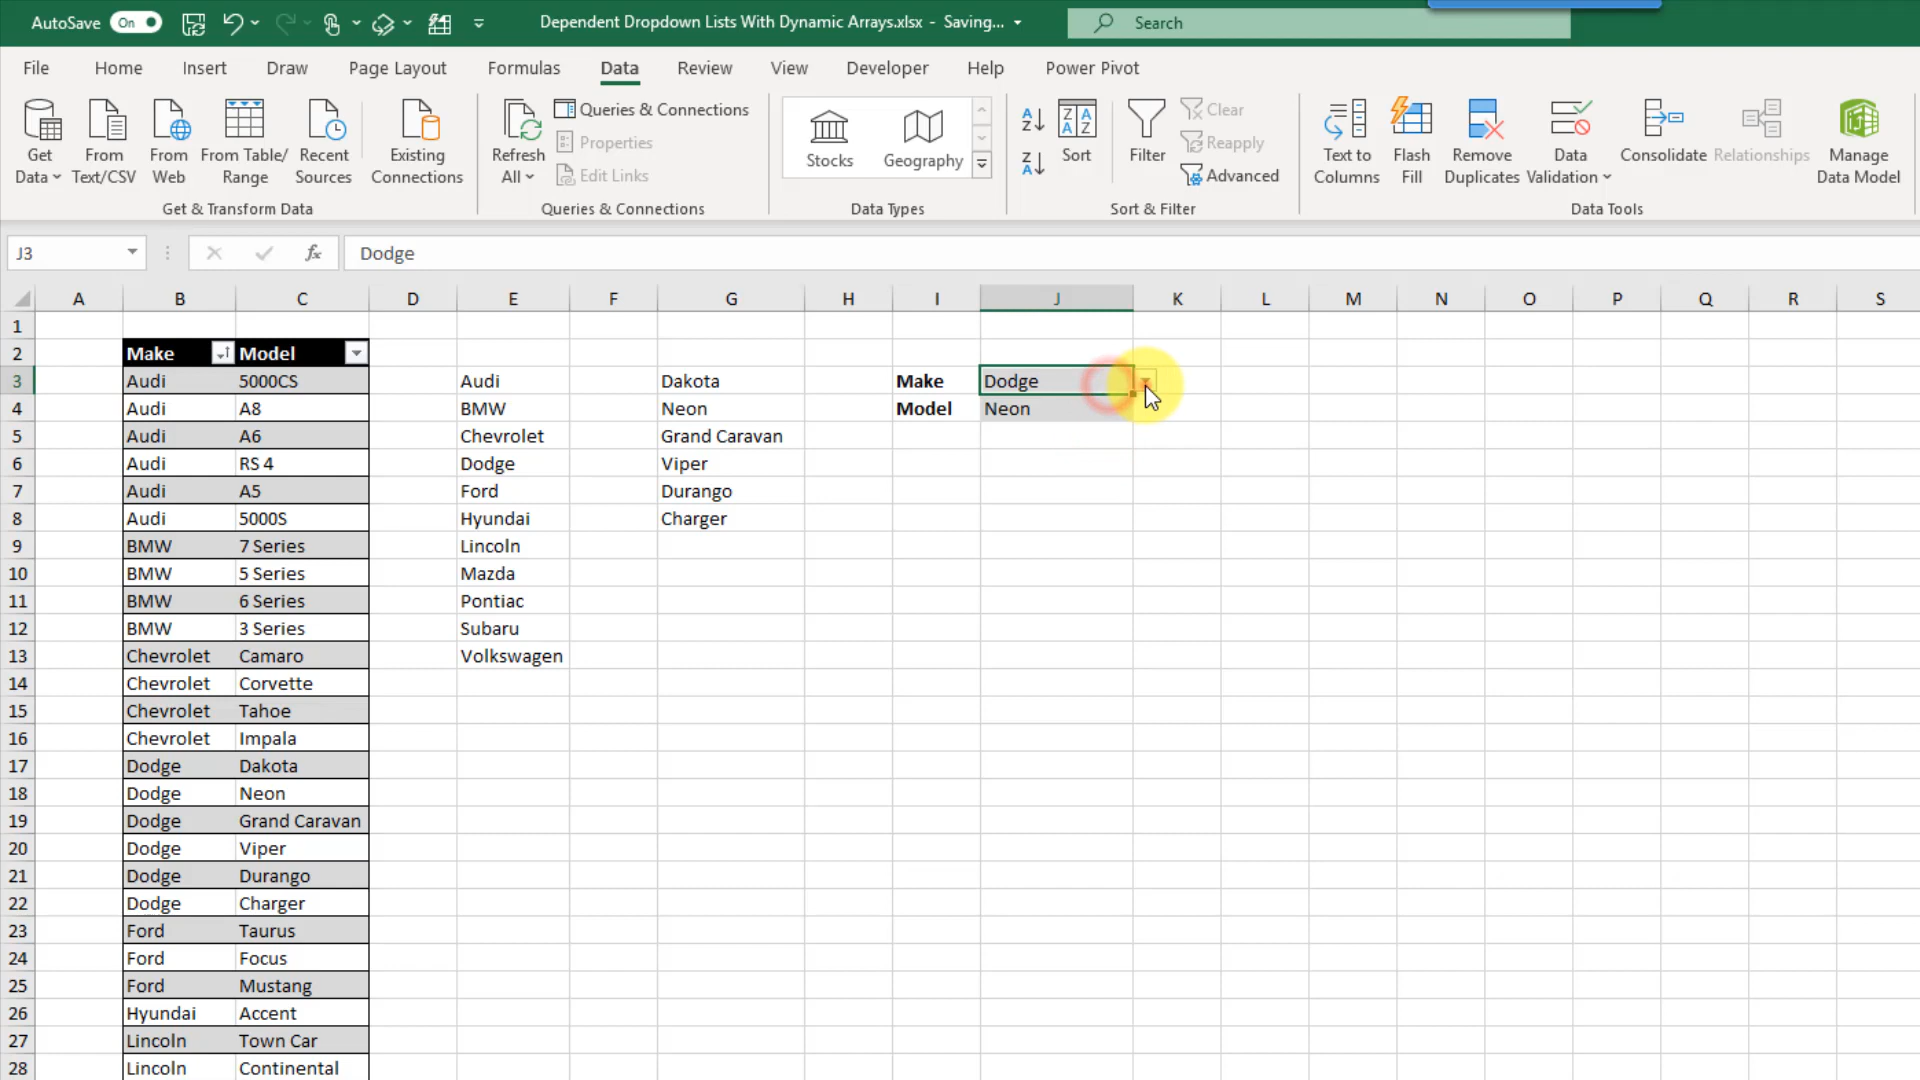 AutoSave On Dependent Dropdown Lists With Dynamic Arrays.xlsx - Saving... Search
File Home Insert Draw Page Layout Formulas Data Review View Developer Help Power Pivot
Get Data From Text/CSV From Web From Table/Range Recent Sources Existing Connections
Refresh All Queries & Connections Properties Edit Links
Stocks Geography
Sort Filter Clear Reapply Advanced
Text to Columns Flash Fill Remove Duplicates Data Validation Consolidate Relationships Manage Data Model
Get & Transform Data Queries & Connections Data Types Sort & Filter Data Tools
J3 fx Dodge
A B C D E F G H I J K L M N O P Q R S
1
2 Make Model
3 Audi 5000CS Audi Dakota Make Dodge
4 Audi A8 BMW Neon Model Neon
5 Audi A6 Chevrolet Grand Caravan
6 Audi RS 4 Dodge Viper
7 Audi A5 Ford Durango
8 Audi 5000S Hyundai Charger
9 BMW 7 Series Lincoln
10 BMW 5 Series Mazda
11 BMW 6 Series Pontiac
12 BMW 3 Series Subaru
13 Chevrolet Camaro Volkswagen
14 Chevrolet Corvette
15 Chevrolet Tahoe
16 Chevrolet Impala
17 Dodge Dakota
18 Dodge Neon
19 Dodge Grand Caravan
20 Dodge Viper
21 Dodge Durango
22 Dodge Charger
23 Ford Taurus
24 Ford Focus
25 Ford Mustang
26 Hyundai Accent
27 Lincoln Town Car
28 Lincoln Continental